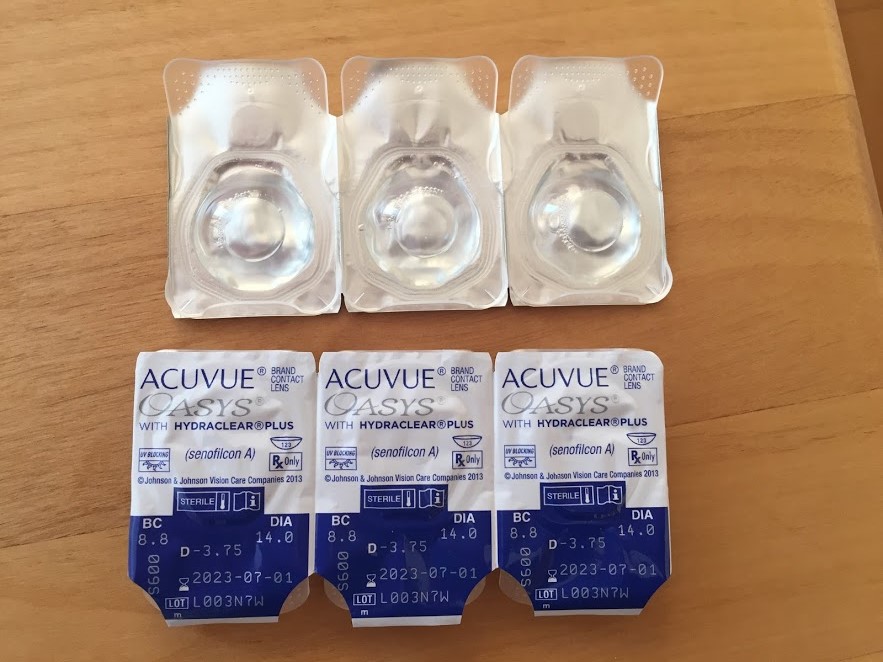 ACUVUE® BRAND CONTACT LENS
OASYS®
WITH HYDRACLEAR®PLUS
123
UV BLOCKING (senofilcon A) Rx Only
©Johnson & Johnson Vision Care Companies 2013
STERILE i
BC DIA
8.8 14.0
D-3.75
S600
2023-07-01
LOT L003N7W
m
ACUVUE® BRAND CONTACT LENS
OASYS®
WITH HYDRACLEAR®PLUS
123
UV BLOCKING (senofilcon A) Rx Only
©Johnson & Johnson Vision Care Companies 2013
STERILE i
BC DIA
8.8 14.0
D-3.75
S600
2023-07-01
LOT L003N7W
m
ACUVUE® BRAND CONTACT LENS
OASYS®
WITH HYDRACLEAR®PLUS
123
UV BLOCKING (senofilcon A) Rx Only
©Johnson & Johnson Vision Care Companies 2013
STERILE i
BC DIA
8.8 14.0
D-3.75
S600
2023-07-01
LOT L003N7W
m